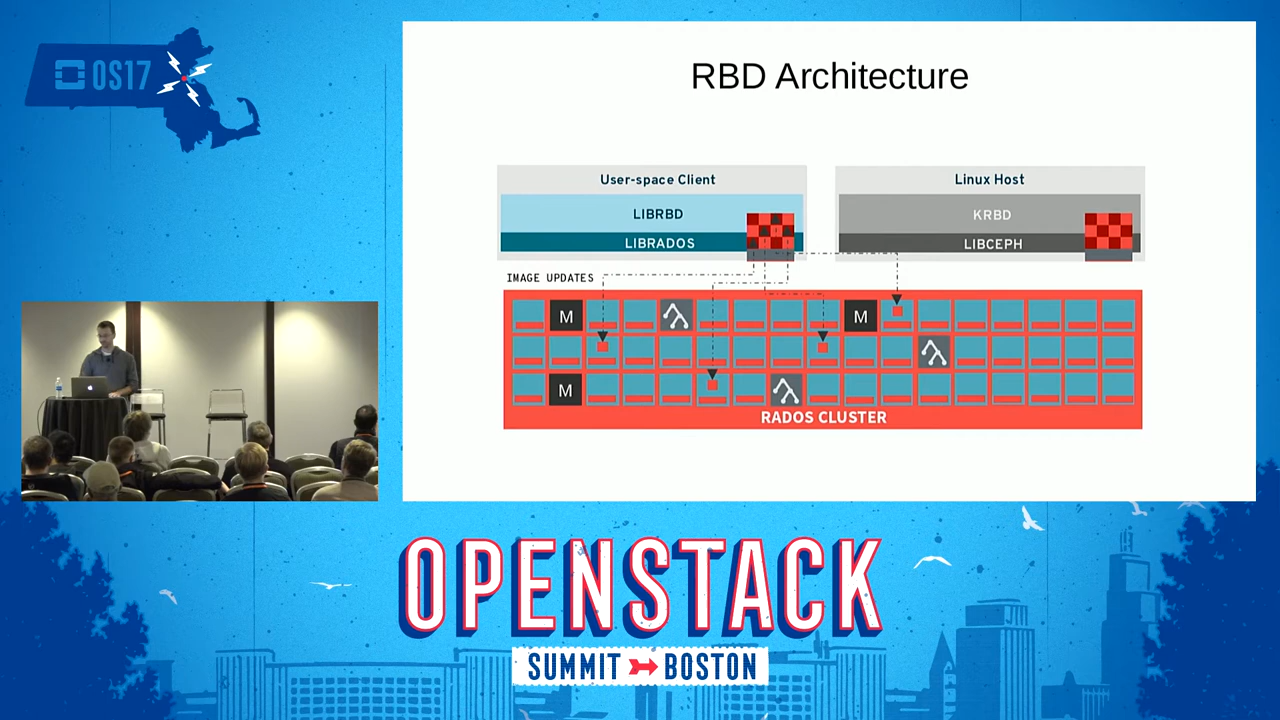 OS17
RBD Architecture
User-space Client
LIBRBD
LIBRADOS
Linux Host
KRBD
LIBCEPH
IMAGE UPDATES
M
M
M
RADOS CLUSTER
OPENSTACK
SUMMIT BOSTON